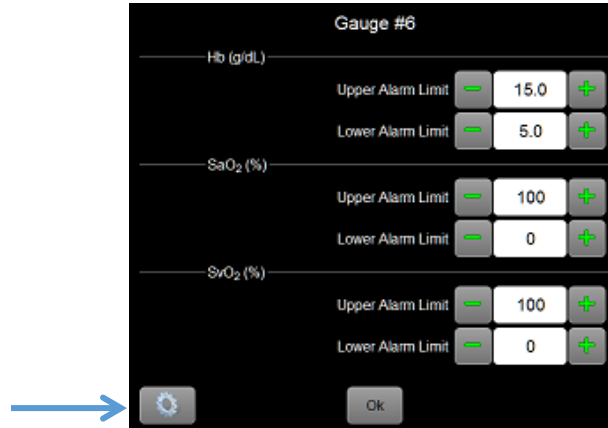 Gauge #6
Hb (g/dL)
Upper Alarm Limit 15.0
Lower Alarm Limit 5.0
SaO₂ (%)
Upper Alarm Limit 100
Lower Alarm Limit 0
SvO₂ (%)
Upper Alarm Limit 100
Lower Alarm Limit 0
Ok